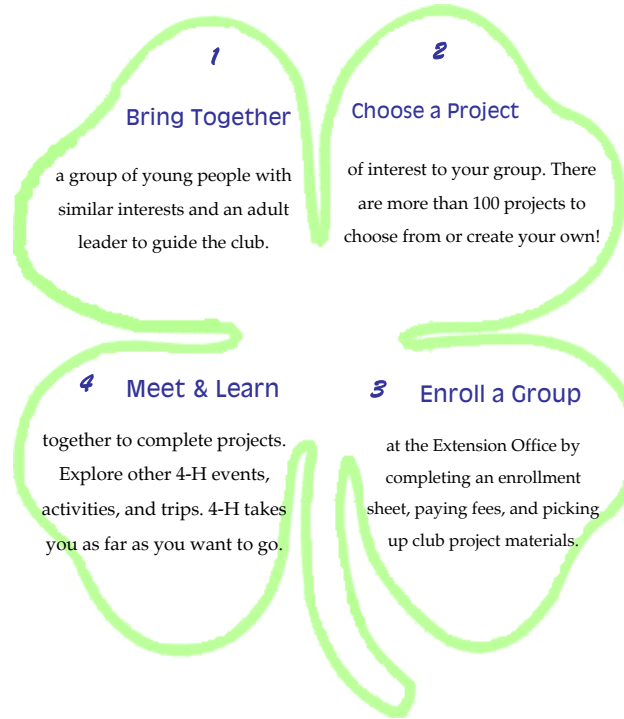 1
Bring Together
a group of young people with
similar interests and an adult
leader to guide the club.
2
Choose a Project
of interest to your group. There
are more than 100 projects to
choose from or create your own!
3 Enroll a Group
at the Extension Office by
completing an enrollment
sheet, paying fees, and picking
up club project materials.
4 Meet & Learn
together to complete projects.
Explore other 4-H events,
activities, and trips. 4-H takes
you as far as you want to go.